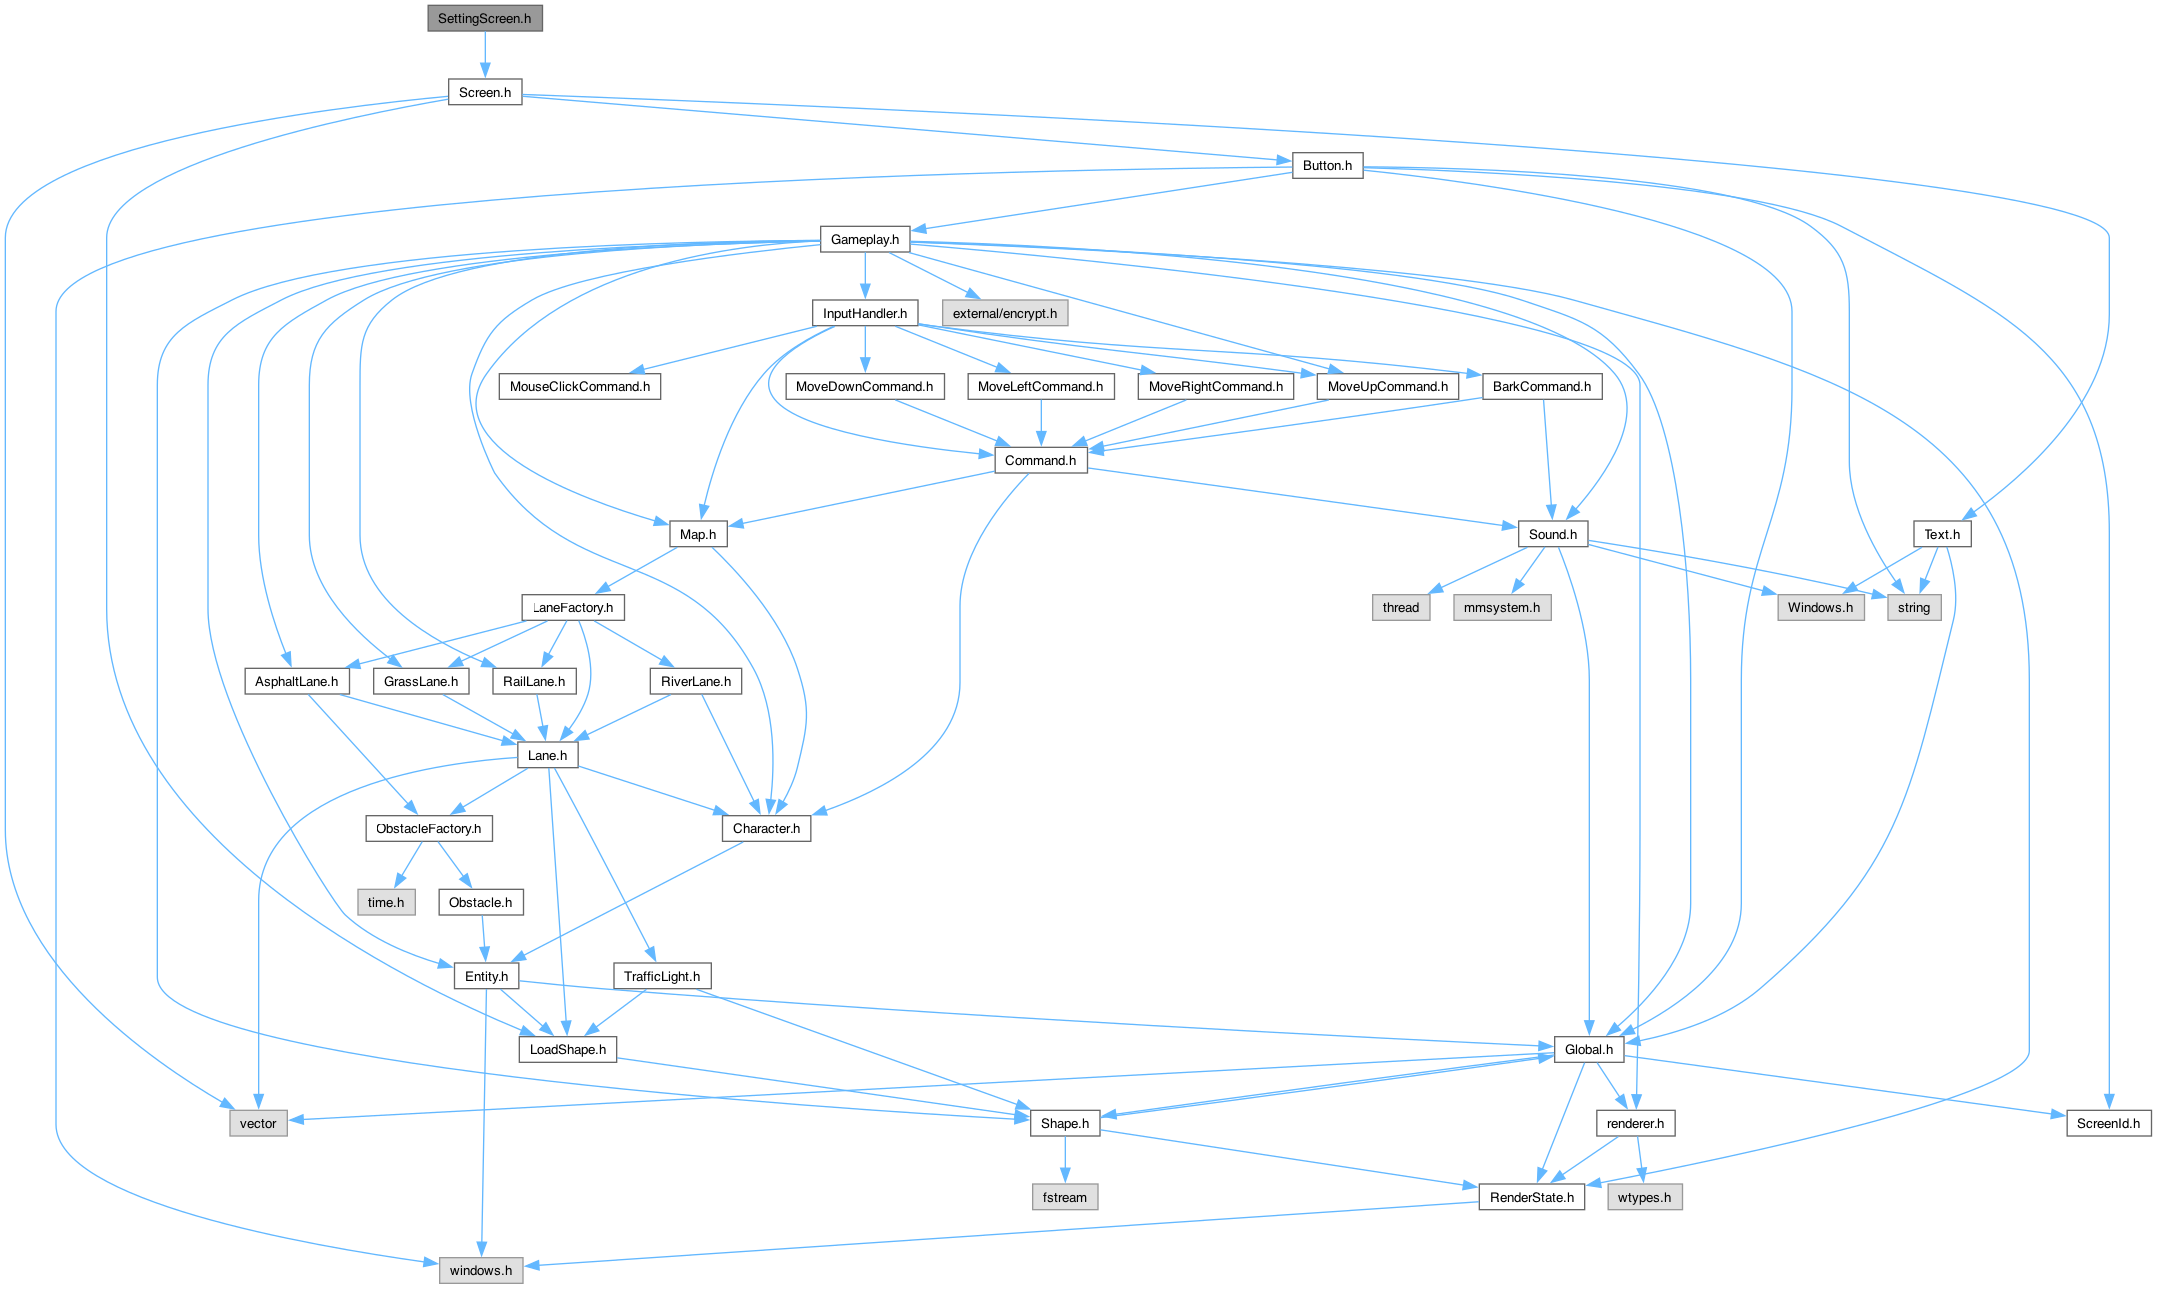 SettingScreen.h
Screen.h
Button.h
Gameplay.h
InputHandler.h
external/encrypt.h
MouseClickCommand.h
MoveDownCommand.h
MoveLeftCommand.h
MoveRightCommand.h
MoveUpCommand.h
BarkCommand.h
Command.h
Map.h
Sound.h
Text.h
LaneFactory.h
thread
mmsystem.h
Windows.h
string
AsphaltLane.h
GrassLane.h
RailLane.h
RiverLane.h
Lane.h
ObstacleFactory.h
Character.h
time.h
Obstacle.h
Entity.h
TrafficLight.h
LoadShape.h
Global.h
vector
Shape.h
renderer.h
ScreenId.h
fstream
RenderState.h
wtypes.h
windows.h